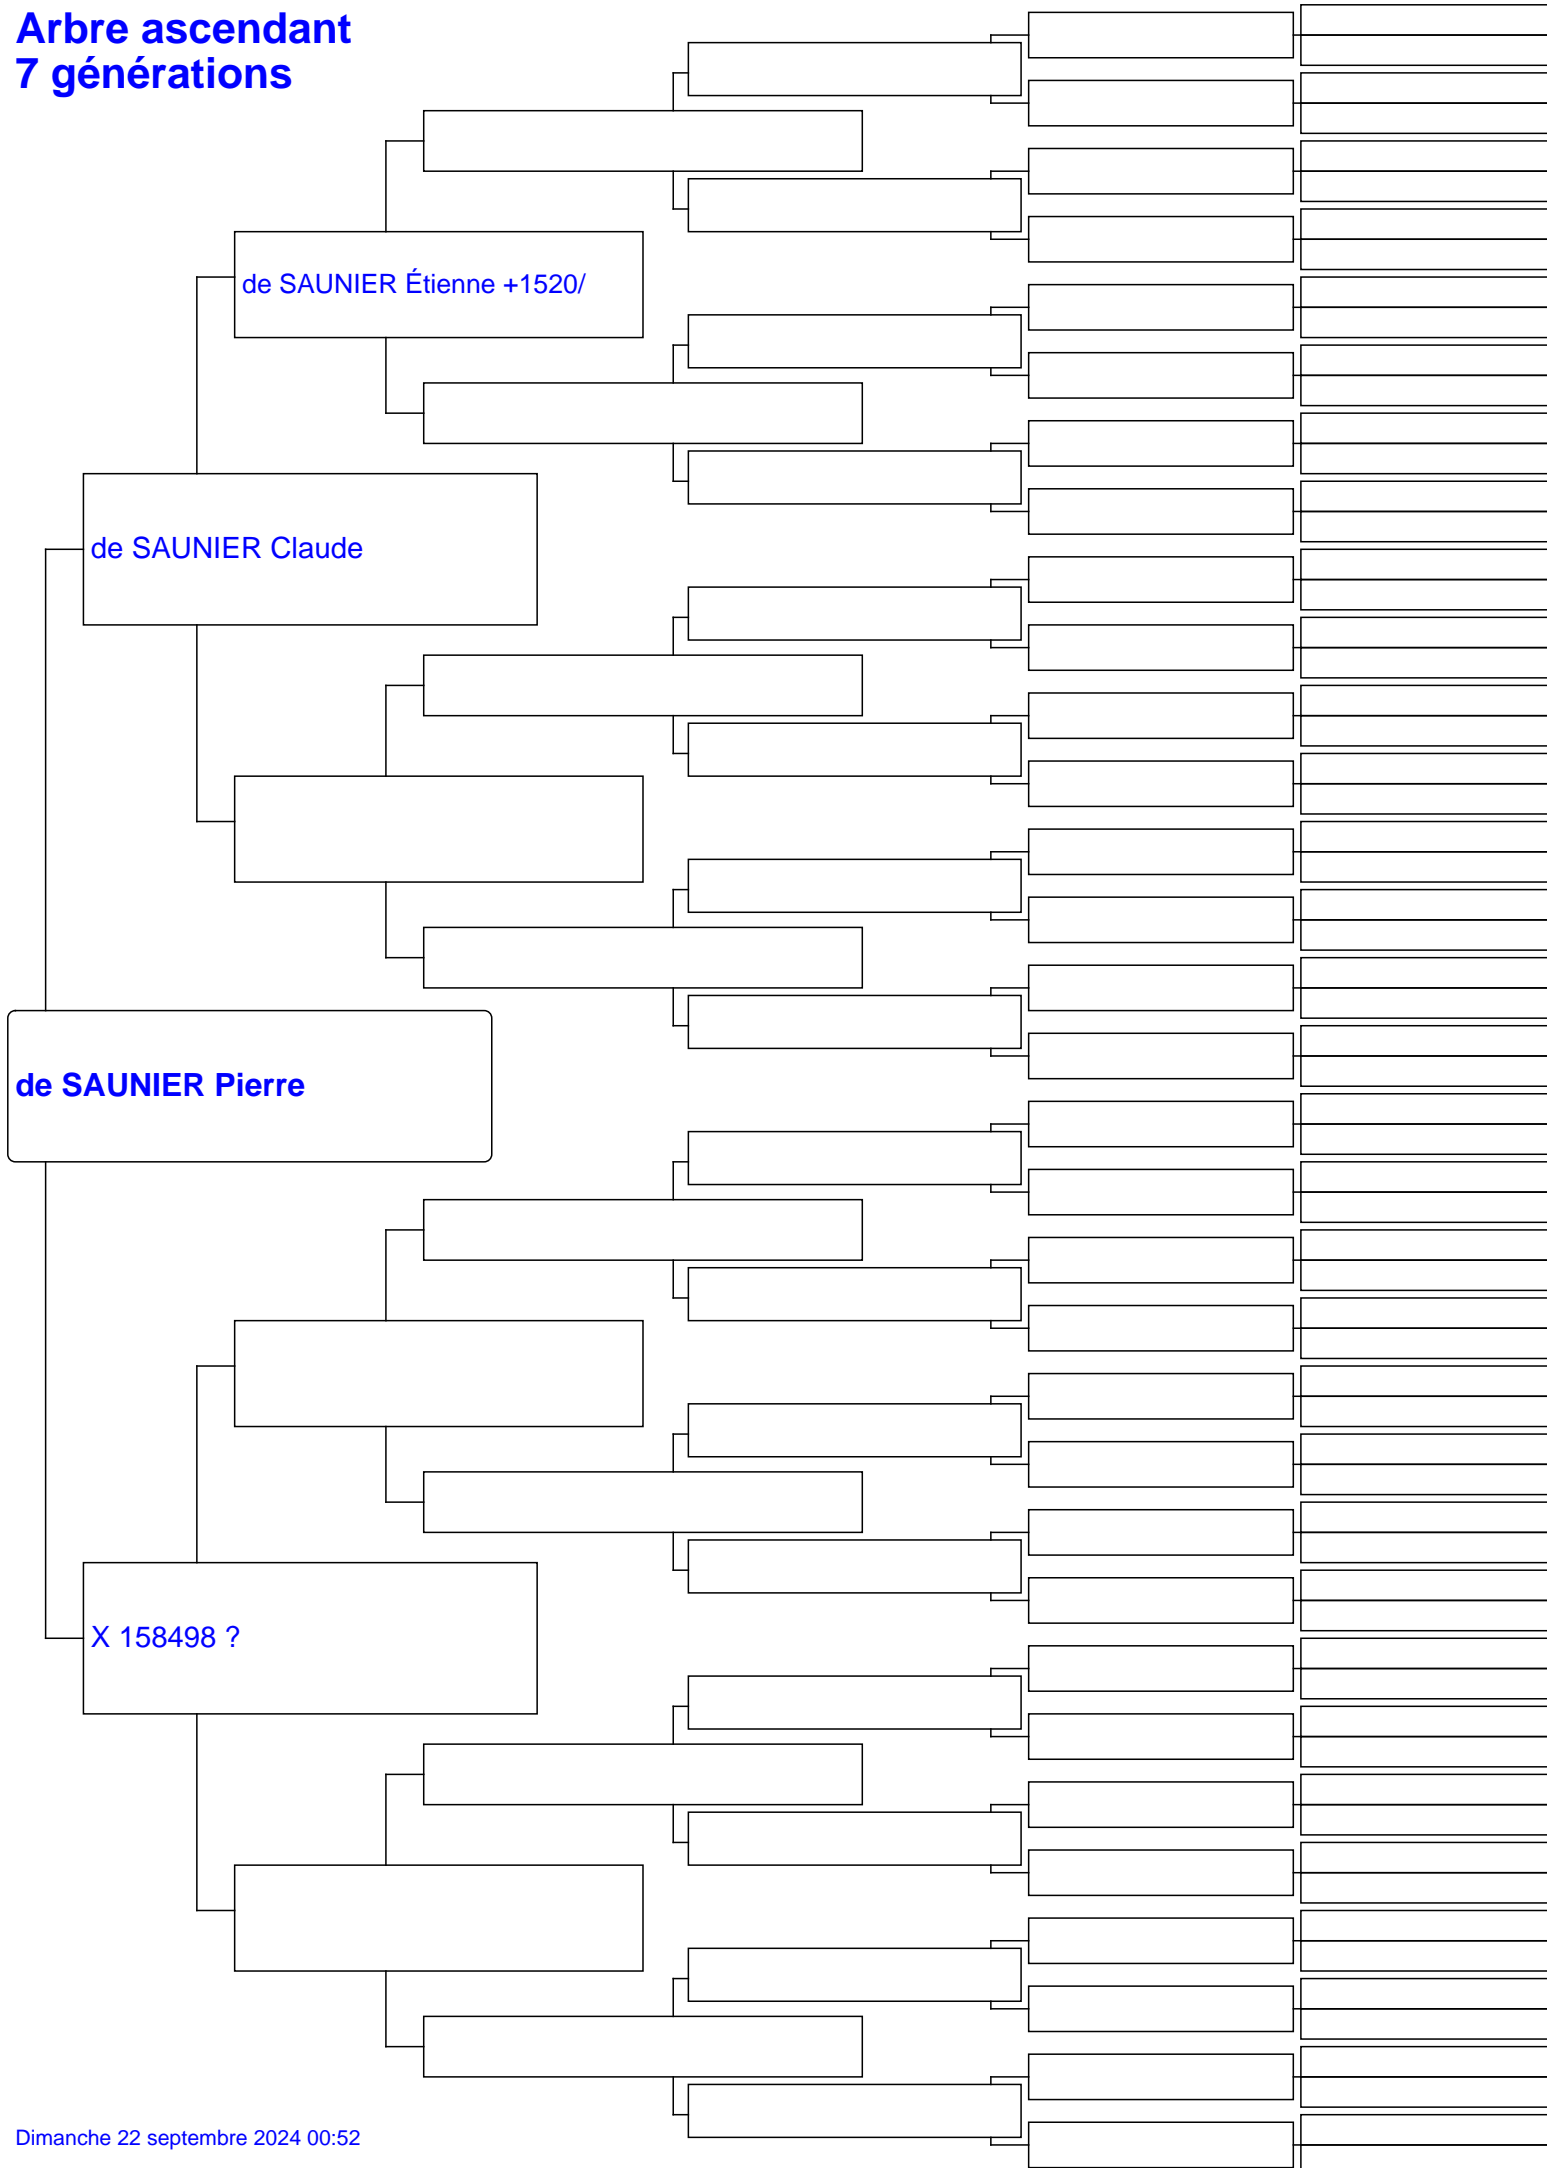 Arbre ascendant
7 générations
de SAUNIER Étienne +1520/
de SAUNIER Claude
de SAUNIER Pierre
X 158498 ?
Dimanche 22 septembre 2024 00:52